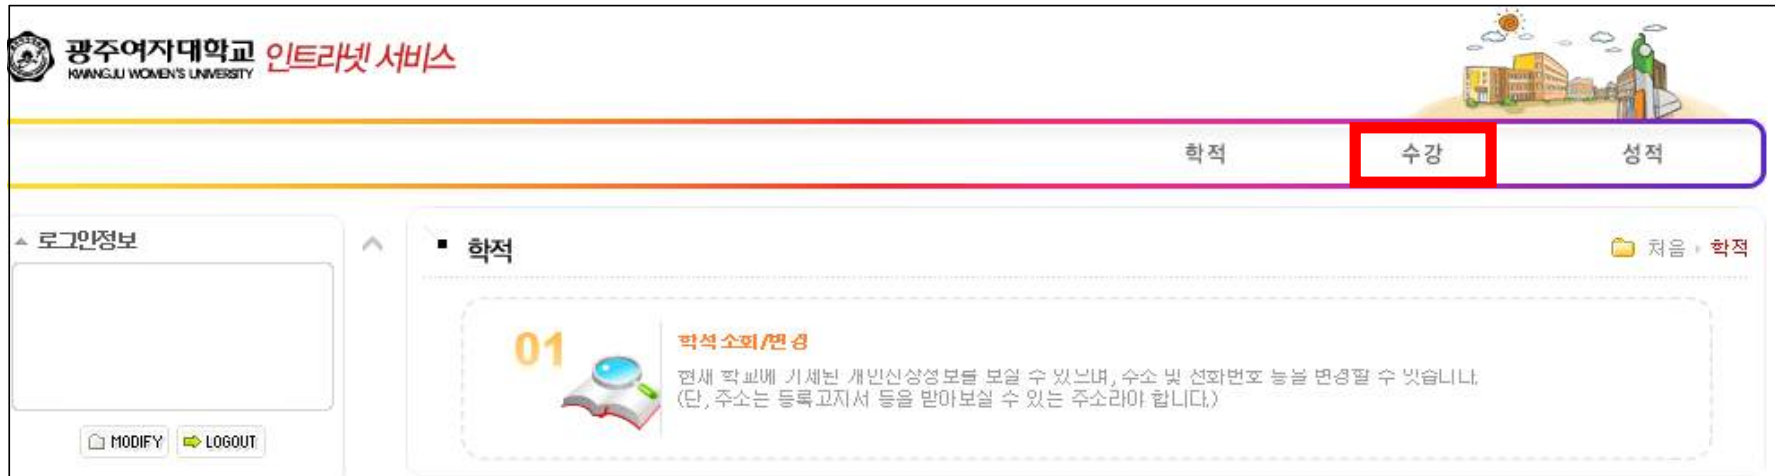 광주여자대학교 인트라넷 서비스
KWANGJU WOMEN'S UNIVERSITY
학적 수강 성적
로그인정보
학적
처음 학적
01
학적조회/변경
현재 학교에 기재된 개인신상정보를 보실 수 있으며, 주소 및 전화번호 등을 변경할 수 있습니다.
(단, 주소는 등록고지서 등을 받아보실 수 있는 주소라야 합니다.)
MODIFY LOGOUT